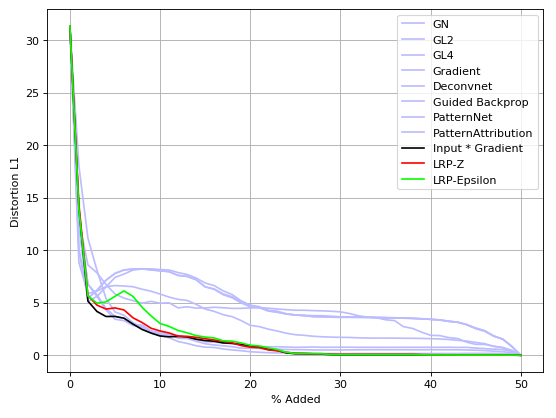 30
25
20
15
10
5
0
Distortion L1
GN
GL2
GL4
Gradient
Deconvnet
Guided Backprop
PatternNet
PatternAttribution
Input * Gradient
LRP-Z
LRP-Epsilon
0 10 20 30 40 50
% Added